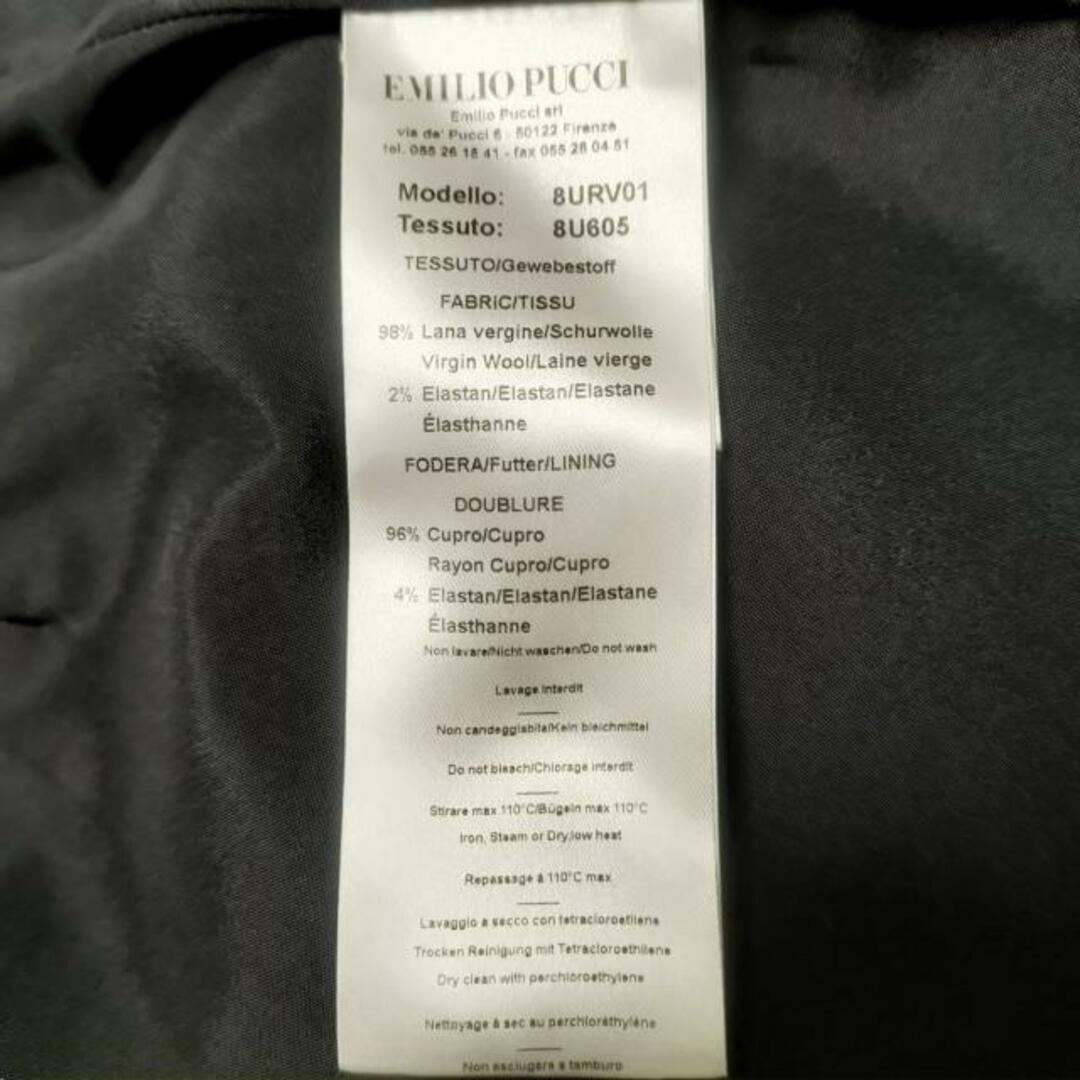 EMILIO PUCCI
Emilio Pucci srl
via de' Pucci 6 - 50122 Firenze
tel. 055 26 18 41 - fax 055 28 04 51
Modello: 8URV01
Tessuto: 8U605
TESSUTO/Gewebestoff
FABRIC/TISSU
98% Lana vergine/Schurwolle
Virgin Wool/Laine vierge
2% Elastan/Elastan/Elastane
Élasthanne
FODERA/Futter/LINING
DOUBLURE
96% Cupro/Cupro
Rayon Cupro/Cupro
4% Elastan/Elastan/Elastane
Élasthanne
Non lavare/Nicht waschen/Do not wash
Lavage interdit
Non candeggiabile/Kein bleichmittel
Do not bleach/Chlorage interdit
Stirare max 110°C/Bügeln max 110°C
Iron, Steam or Dry,low heat
Repassage à 110°C max
Lavaggio a secco con tetracloroetilene
Trocken Reinigung mit Tetracloroethilene
Dry clean with perchloroethylene
Nettoyage à sec au perchloréthylène
Non asciugare a tamburo